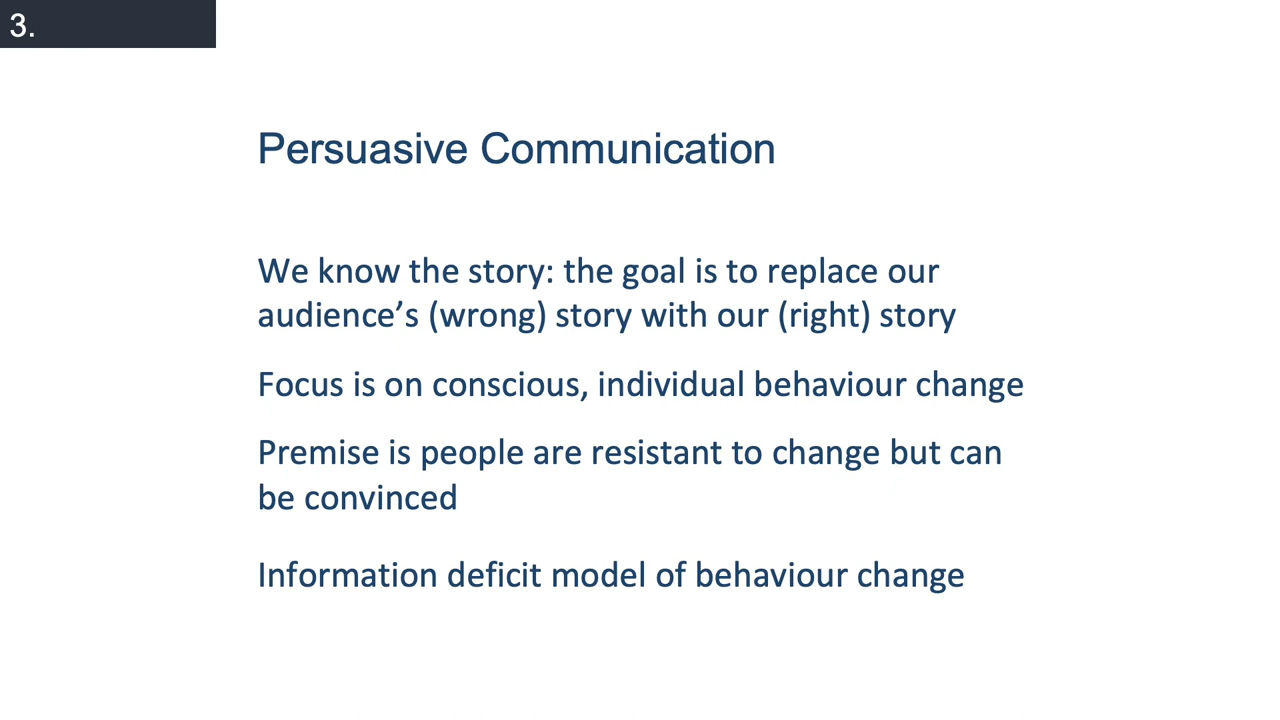 3.
Persuasive Communication
We know the story: the goal is to replace our
audience’s (wrong) story with our (right) story
Focus is on conscious, individual behaviour change
Premise is people are resistant to change but can
be convinced
Information deficit model of behaviour change